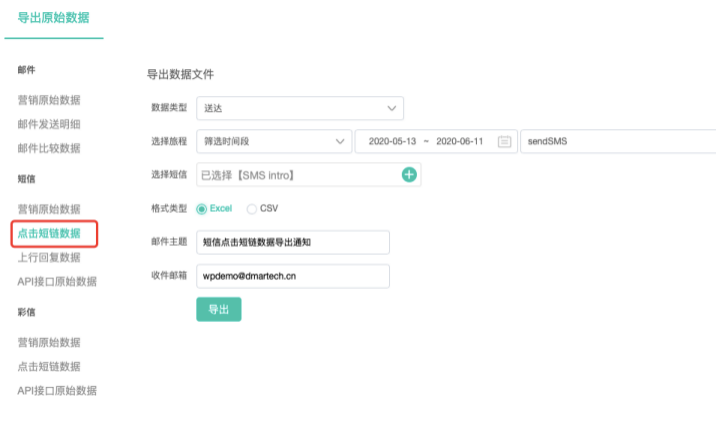 导出原始数据
邮件
营销原始数据
邮件发送明细
邮件比较数据
短信
营销原始数据
点击短链数据
上行回复数据
API接口原始数据
彩信
营销原始数据
点击短链数据
API接口原始数据
导出数据文件
数据类型 送达
选择旅程 筛选时间段 2020-05-13 ~ 2020-06-11 sendSMS
选择短信 已选择【SMS intro】
格式类型 Excel CSV
邮件主题 短信点击短链数据导出通知
收件邮箱 wpdemo@dmartech.cn
导出